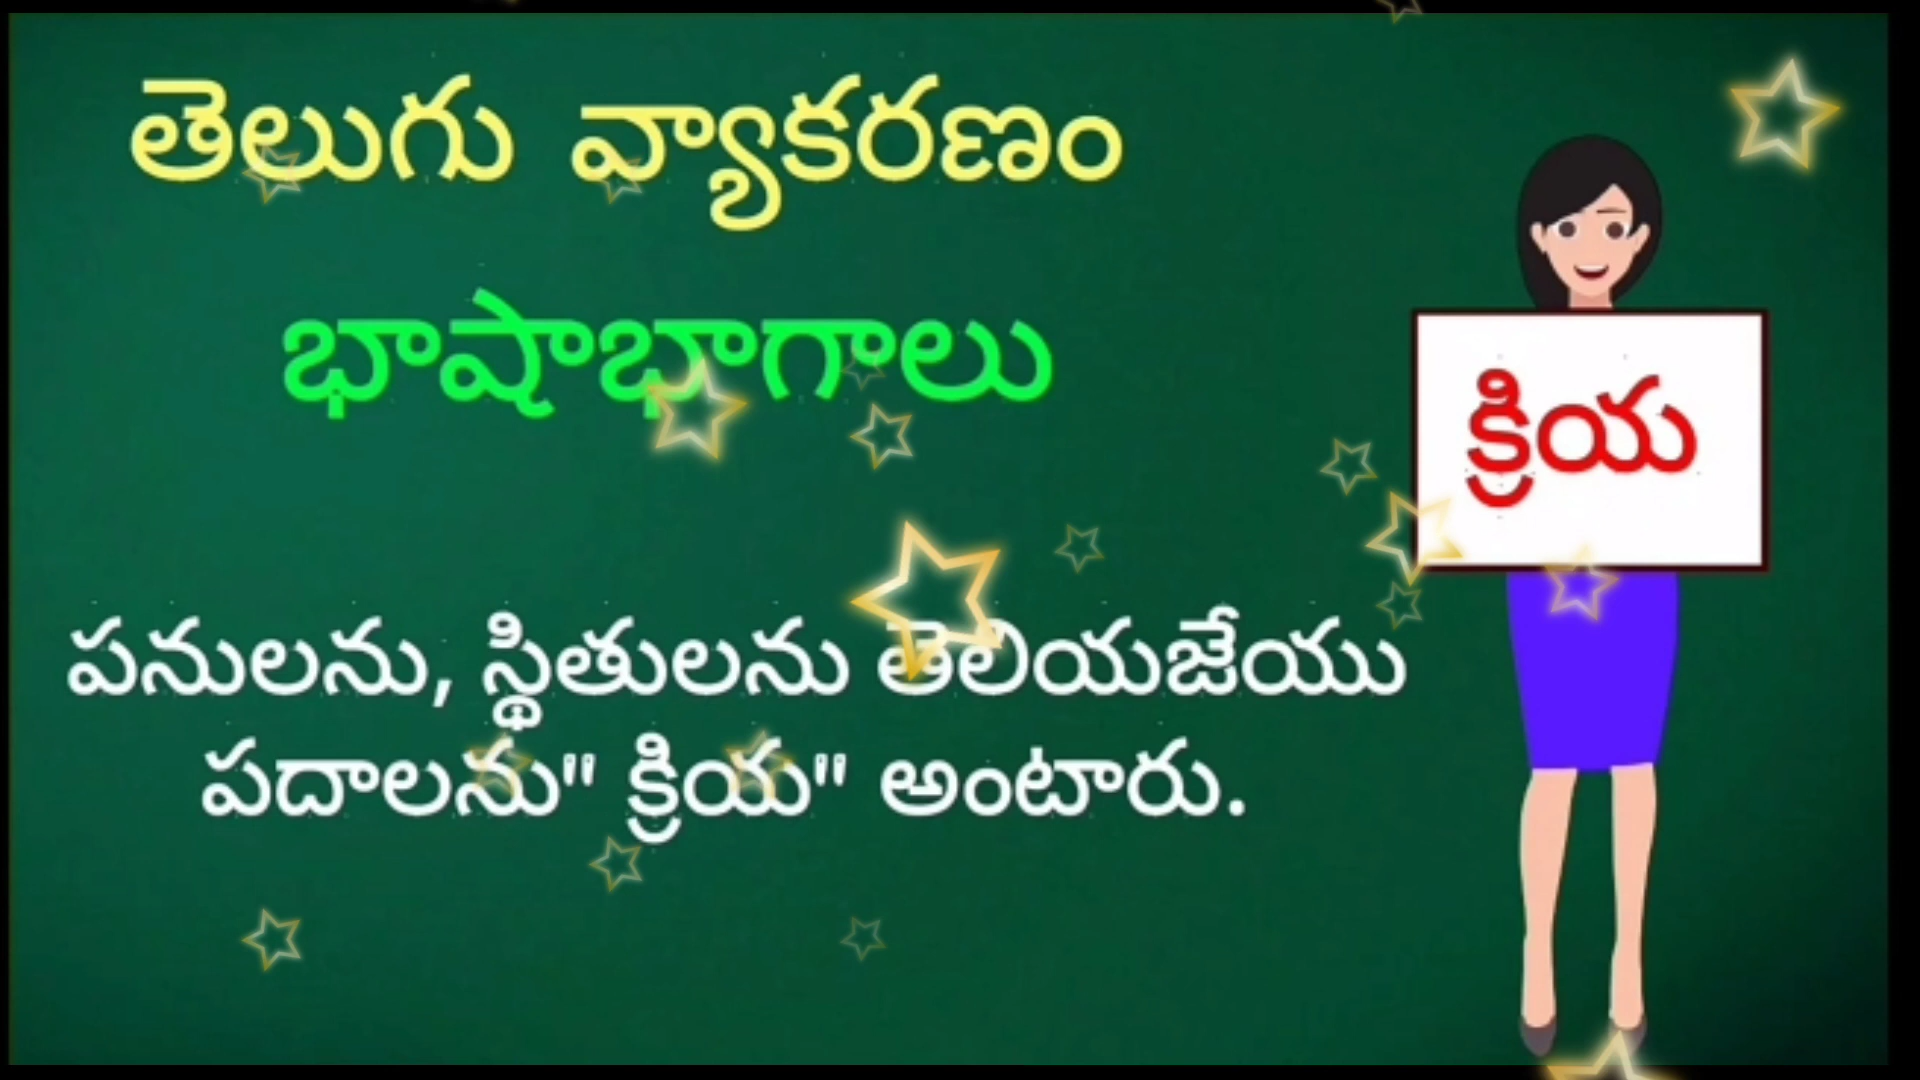 తెలుగు వ్యాకరణం
భాషాభాగాలు
క్రియ
పనులను, స్థితులను తెలియజేయు
పదాలను" క్రియ" అంటారు.